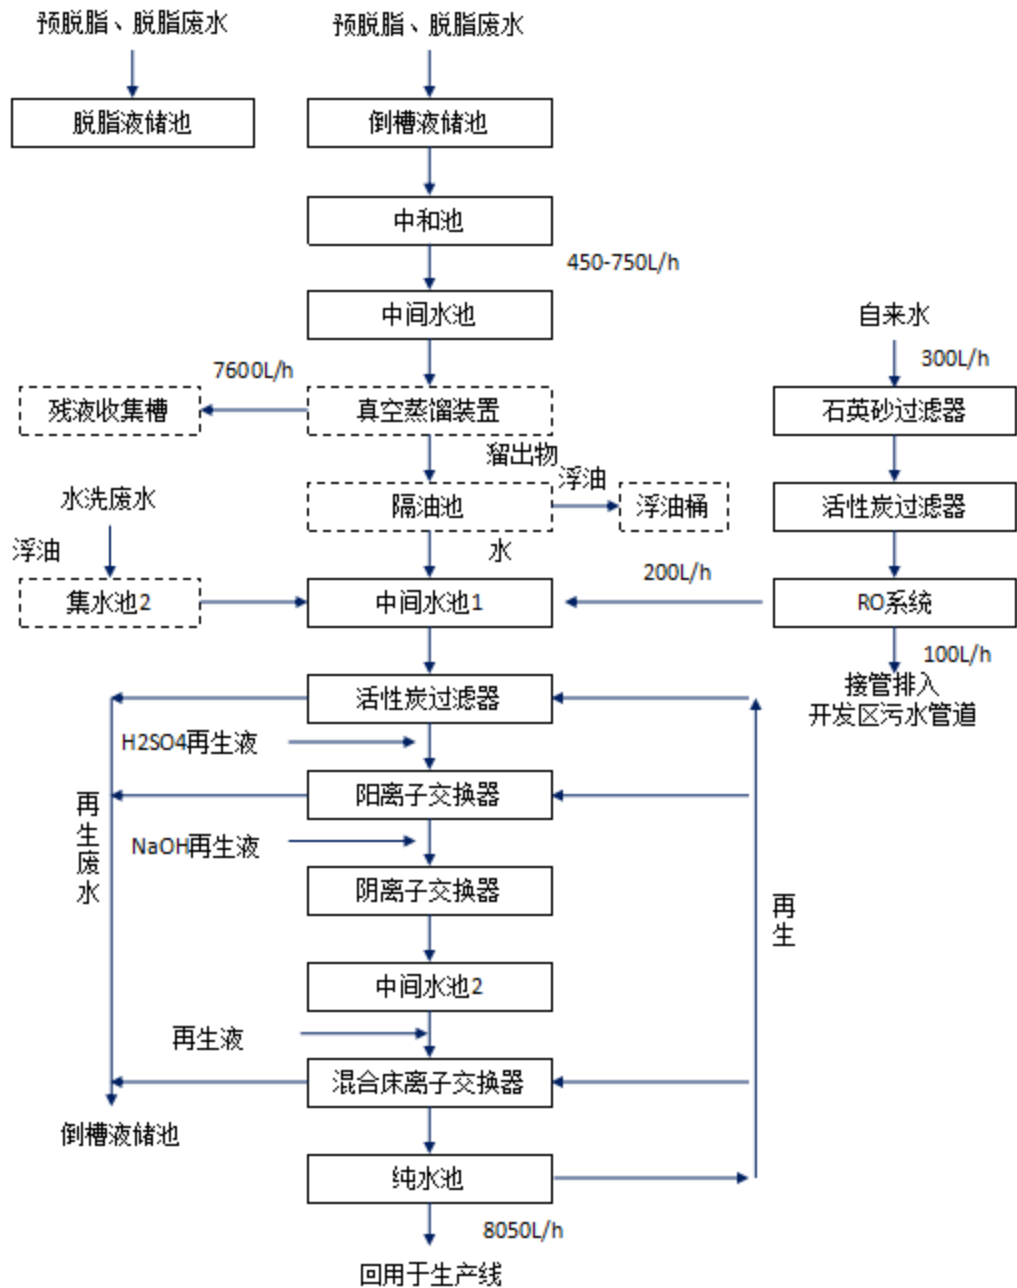 预脱脂、脱脂废水
预脱脂、脱脂废水
脱脂液储池
倒槽液储池
中和池
450-750L/h
中间水池
自来水
7600L/h
300L/h
残液收集槽
真空蒸馏装置
石英砂过滤器
溜出物
浮油
水洗废水
隔油池
浮油桶
活性炭过滤器
浮油
水
200L/h
集水池2
中间水池1
RO系统
100L/h
活性炭过滤器
接管排入
开发区污水管道
H2SO4再生液
阳离子交换器
再生废水
NaOH再生液
阴离子交换器
再生
中间水池2
再生液
混合床离子交换器
倒槽液储池
纯水池
8050L/h
回用于生产线